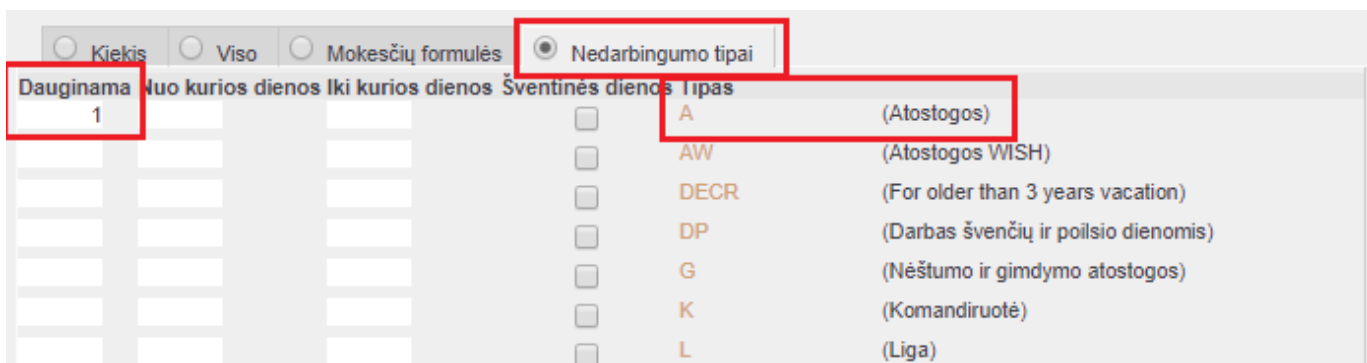 Kiekis Viso Mokesčių formulės Nedarbingumo tipai
Dauginama Nuo kurios dienos Iki kurios dienos Šventinės dienos Tipas
1 A (Atostogos)
AW (Atostogos WISH)
DECR (For older than 3 years vacation)
DP (Darbas švenčių ir poilsio dienomis)
G (Nėštumo ir gimdymo atostogos)
K (Komandiruotė)
L (Liga)